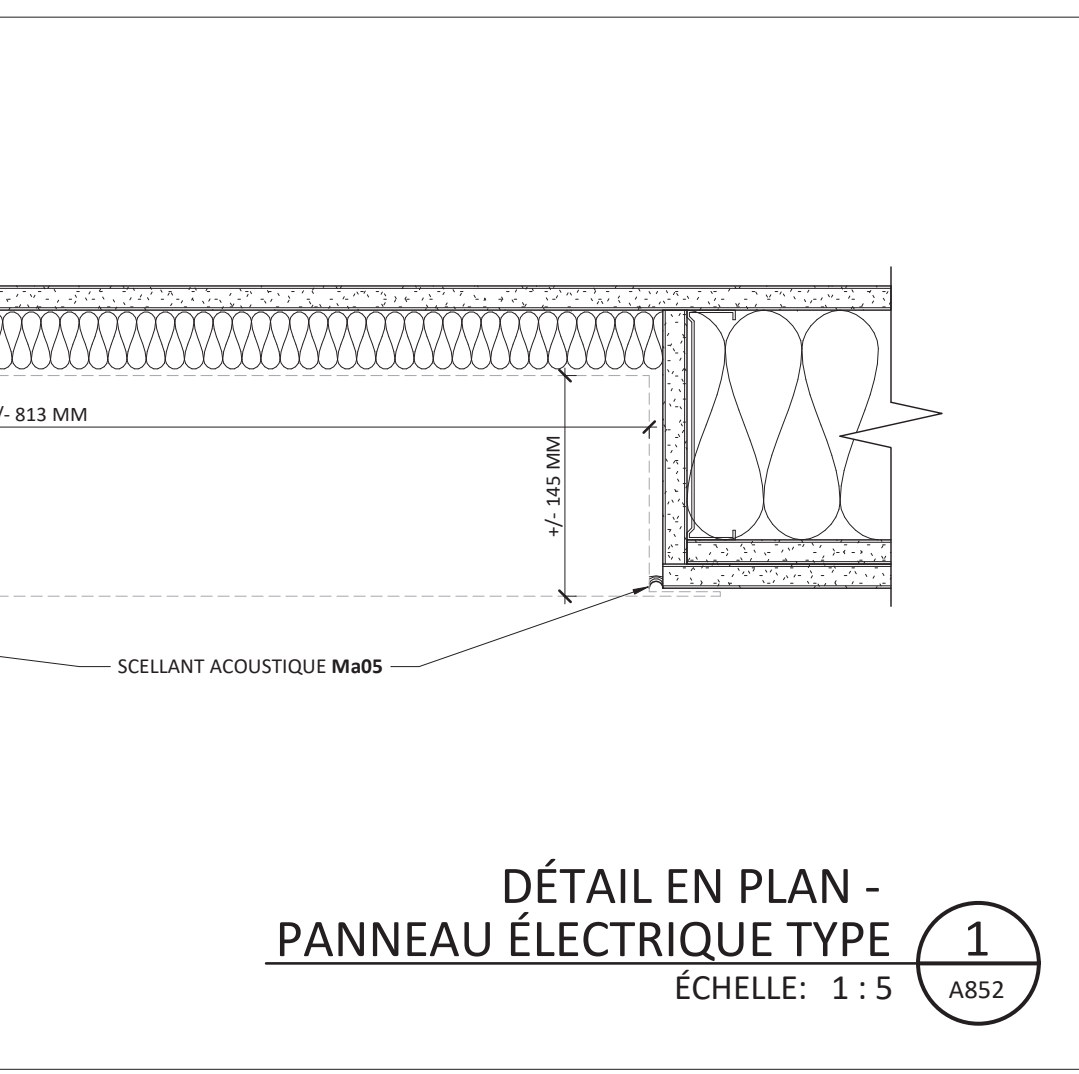 /- 813 MM
+/- 145 MM
SCELLANT ACOUSTIQUE Ma05
DÉTAIL EN PLAN -
PANNEAU ÉLECTRIQUE TYPE
ÉCHELLE: 1 : 5
1
A852